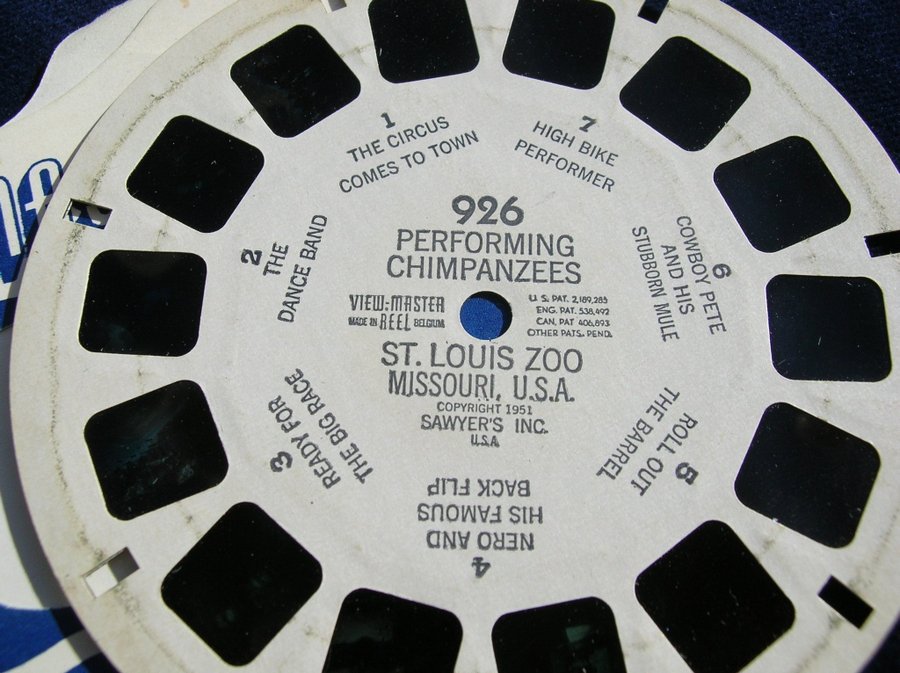 926
PERFORMING
CHIMPANZEES
VIEW-MASTER
MADE IN REEL BELGIUM
U.S. PAT. 2,189,285
ENG. PAT. 538,492
CAN. PAT 406,893
OTHER PATS. PEND.
ST. LOUIS ZOO
MISSOURI, U.S.A.
COPYRIGHT 1951
SAWYER'S INC.
U.S.A.
1
THE CIRCUS
COMES TO TOWN
2
THE
DANCE BAND
3
READY FOR
THE BIG RACE
4
NERO AND
HIS FAMOUS
BACK FLIP
5
ROLL OUT
THE BARREL
6
COWBOY PETE
AND HIS
STUBBORN MULE
7
HIGH BIKE
PERFORMER